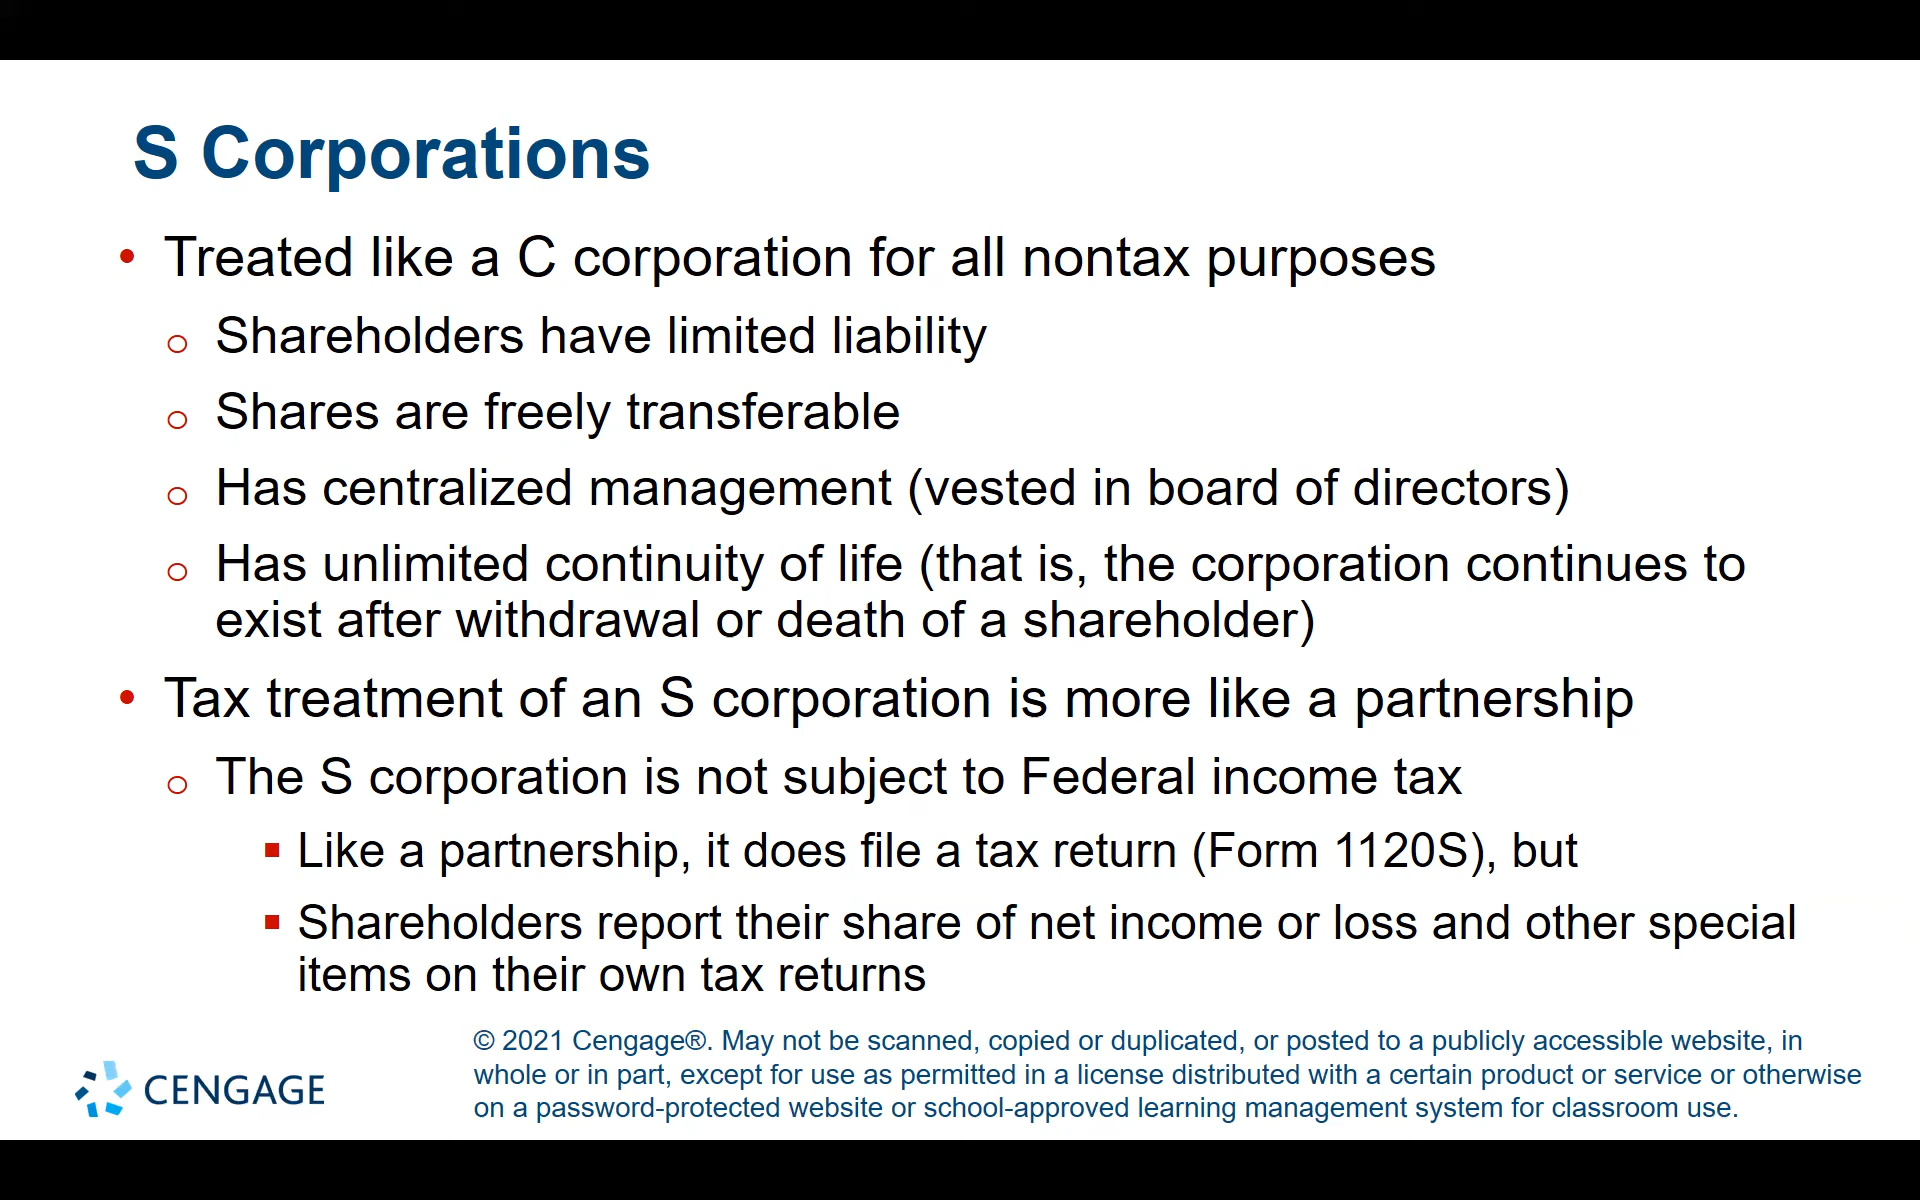 S Corporations
• Treated like a C corporation for all nontax purposes
o Shareholders have limited liability
o Shares are freely transferable
o Has centralized management (vested in board of directors)
o Has unlimited continuity of life (that is, the corporation continues to
exist after withdrawal or death of a shareholder)
• Tax treatment of an S corporation is more like a partnership
o The S corporation is not subject to Federal income tax
▪ Like a partnership, it does file a tax return (Form 1120S), but
▪ Shareholders report their share of net income or loss and other special
items on their own tax returns
CENGAGE
© 2021 Cengage®. May not be scanned, copied or duplicated, or posted to a publicly accessible website, in
whole or in part, except for use as permitted in a license distributed with a certain product or service or otherwise
on a password-protected website or school-approved learning management system for classroom use.